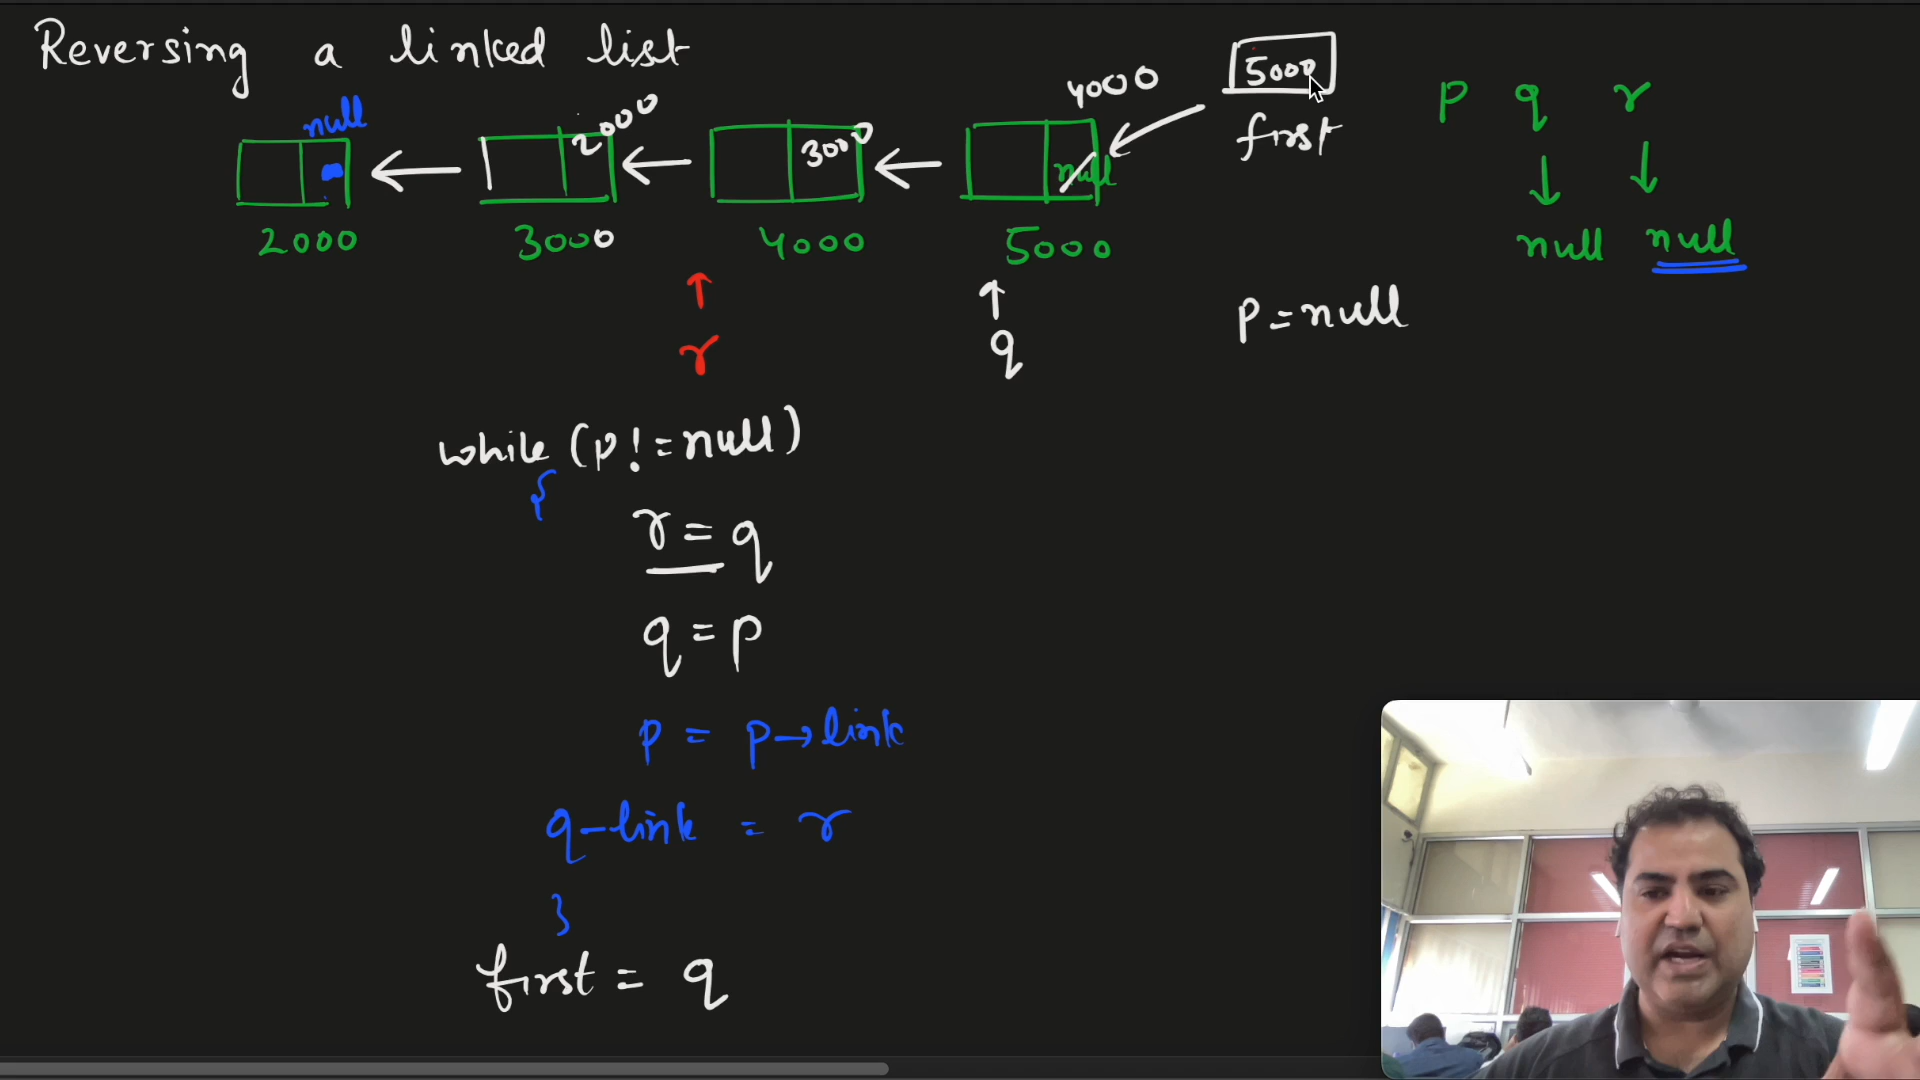 Reversing a linked list
5000
first
p q r
null null
null
2000
3000
4000
null
2000 3000 4000 5000
r
q
p = null
while (p! = null)
{
r = q
q = p
p = p→link
q-link = r
}
first = q